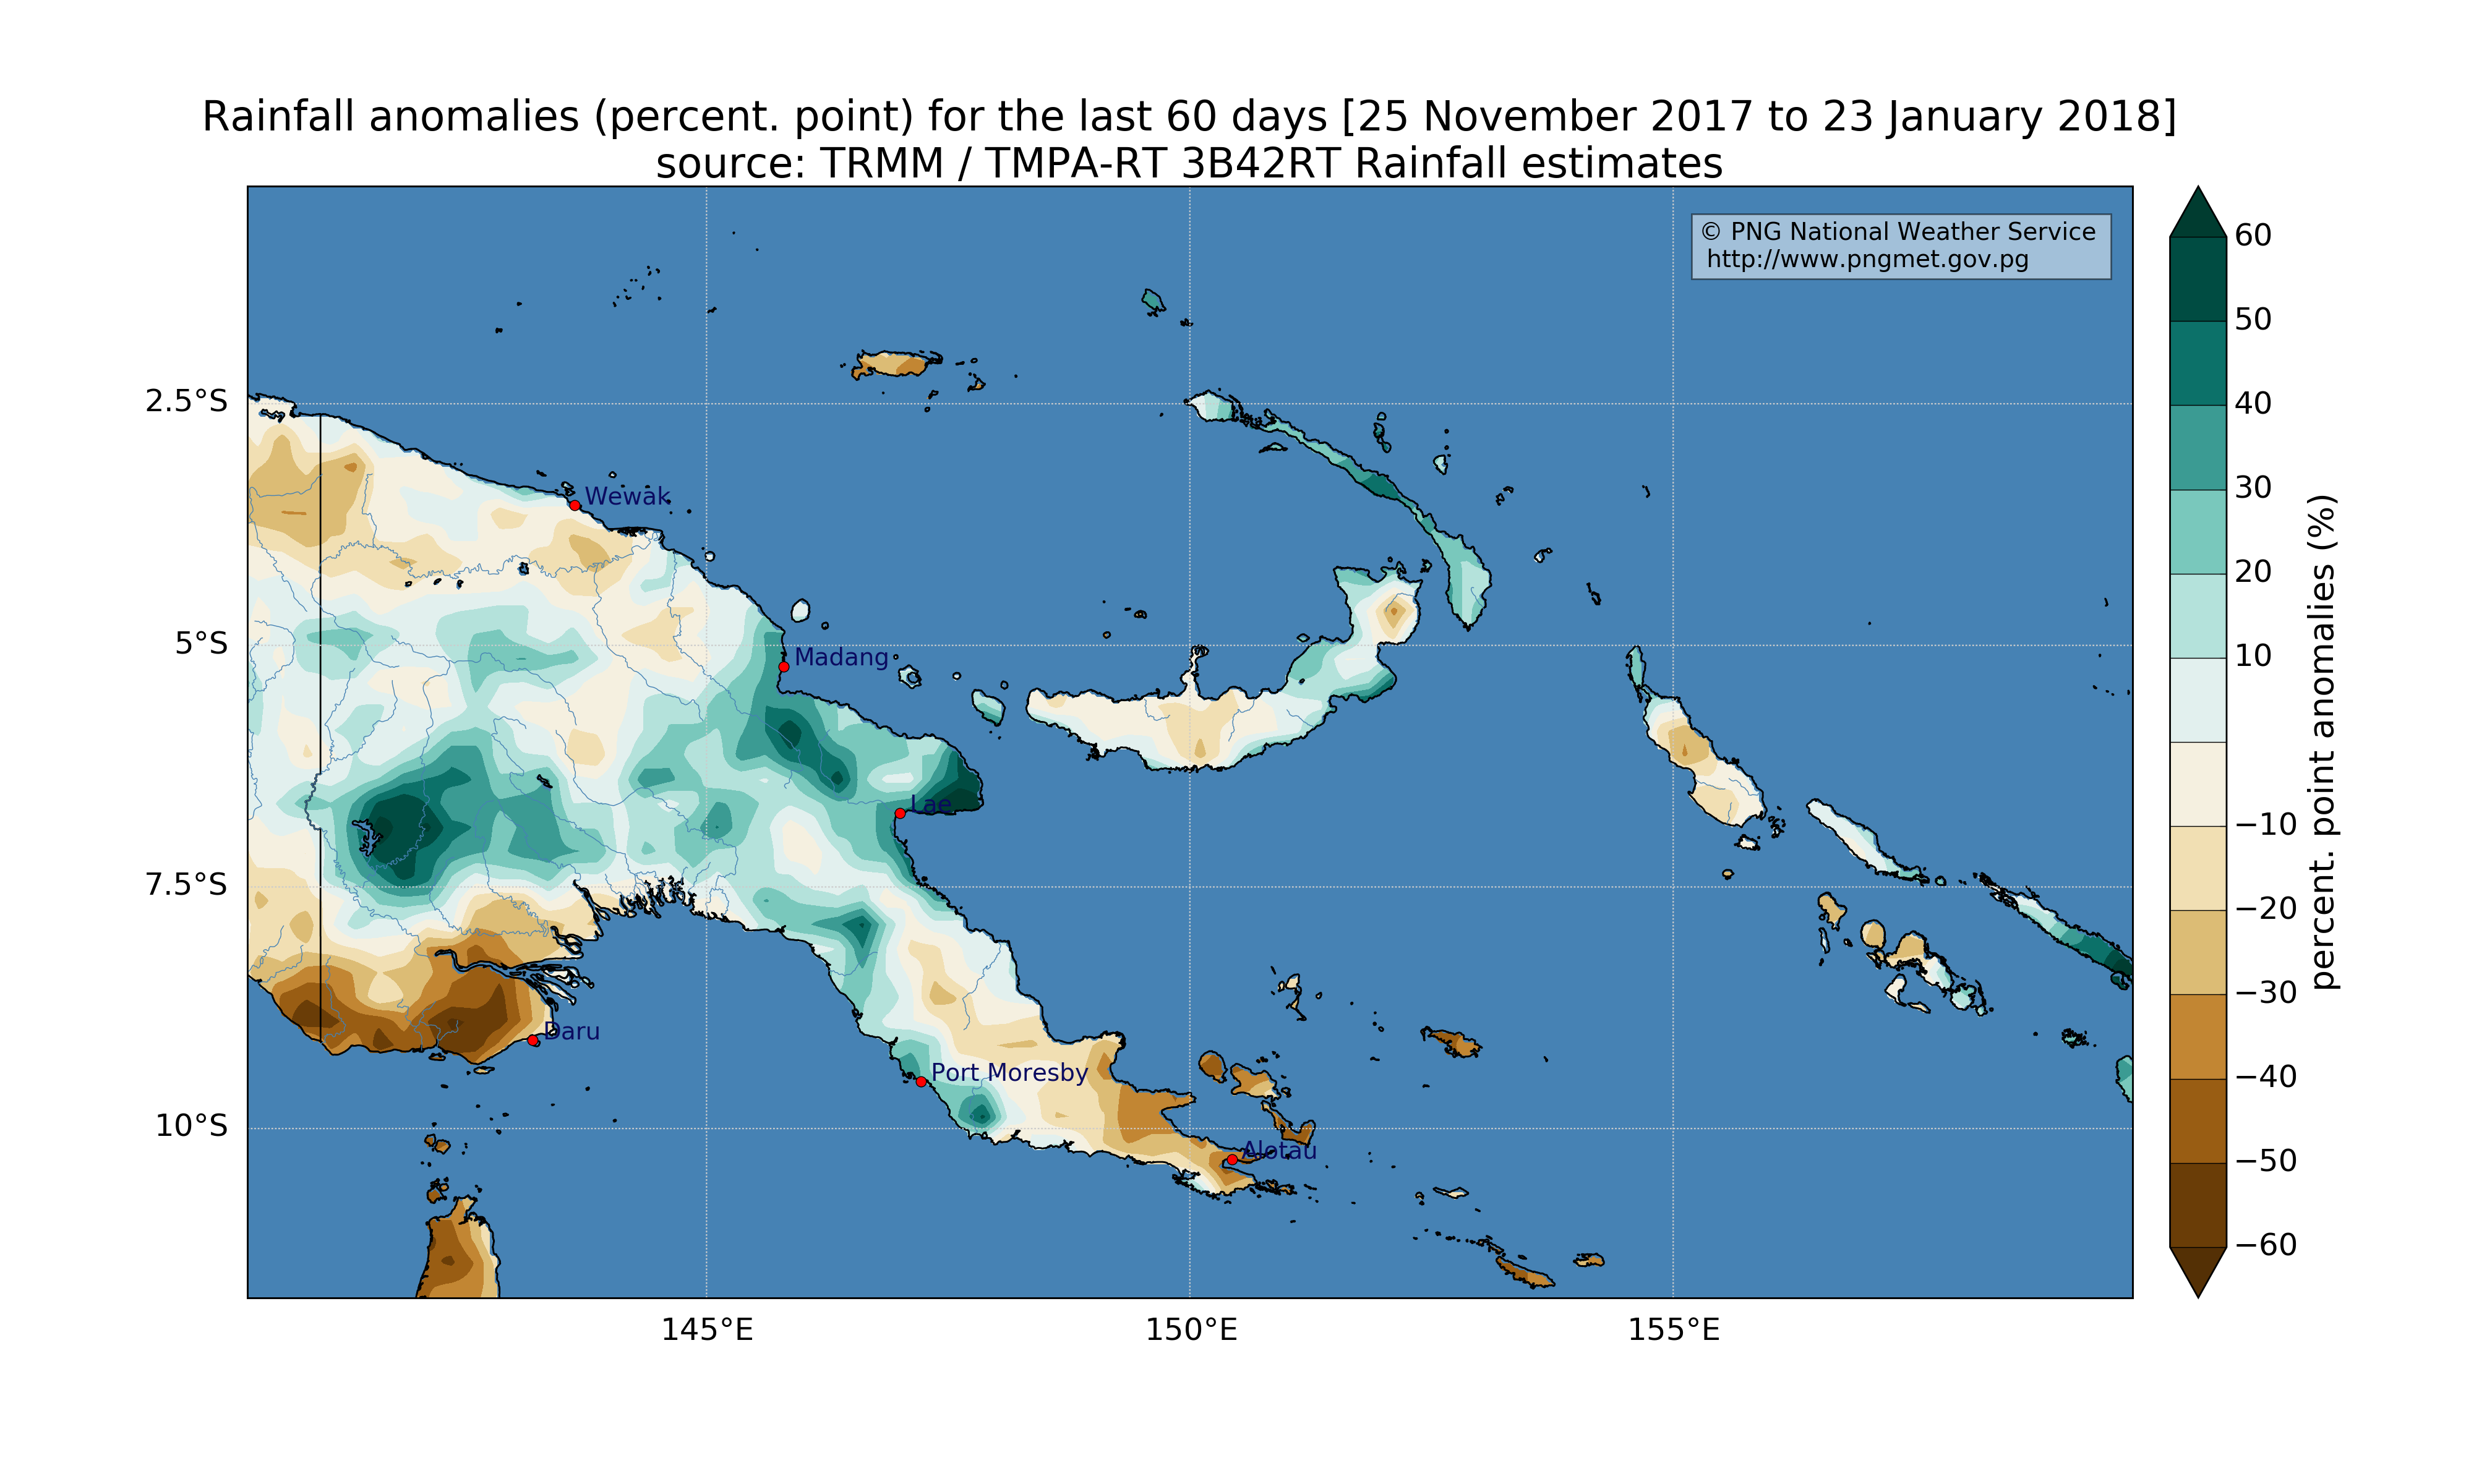 Rainfall anomalies (percent. point) for the last 60 days [25 November 2017 to 23 January 2018]
source: TRMM / TMPA-RT 3B42RT Rainfall estimates
© PNG National Weather Service
http://www.pngmet.gov.pg
60
50
40
30
20
10
−10
−20
−30
−40
−50
−60
percent. point anomalies (%)
2.5°S
5°S
7.5°S
10°S
Wewak
Madang
Lae
Daru
Port Moresby
Alotau
145°E
150°E
155°E